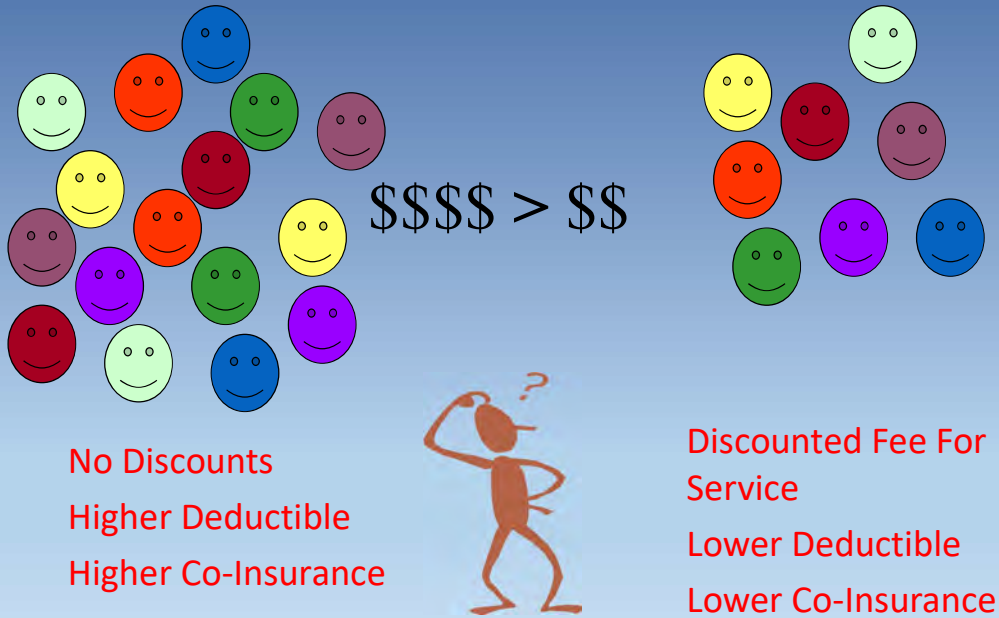 $$$$ > $$
No Discounts
Higher Deductible
Higher Co-Insurance
?
Discounted Fee For
Service
Lower Deductible
Lower Co-Insurance